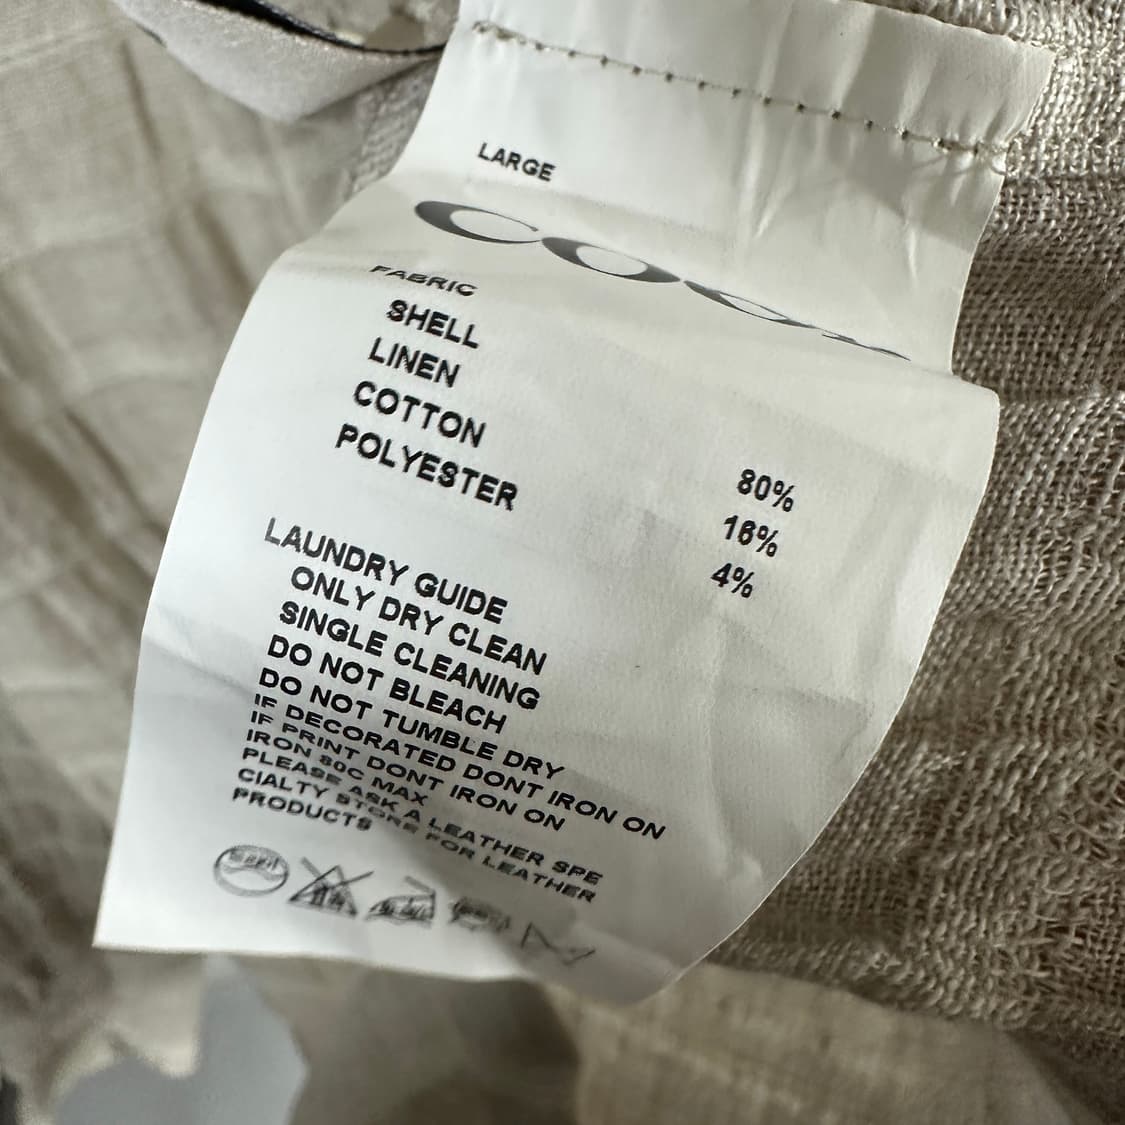 LARGE
FABRIC
SHELL
LINEN 80%
COTTON 16%
POLYESTER 4%
LAUNDRY GUIDE
ONLY DRY CLEAN
SINGLE CLEANING
DO NOT BLEACH
DO NOT TUMBLE DRY
IF DECORATED DONT IRON ON
IF PRINT DONT IRON ON
IRON 80C MAX
PLEASE ASK A LEATHER SPE
CIALTY STORE FOR LEATHER
PRODUCTS